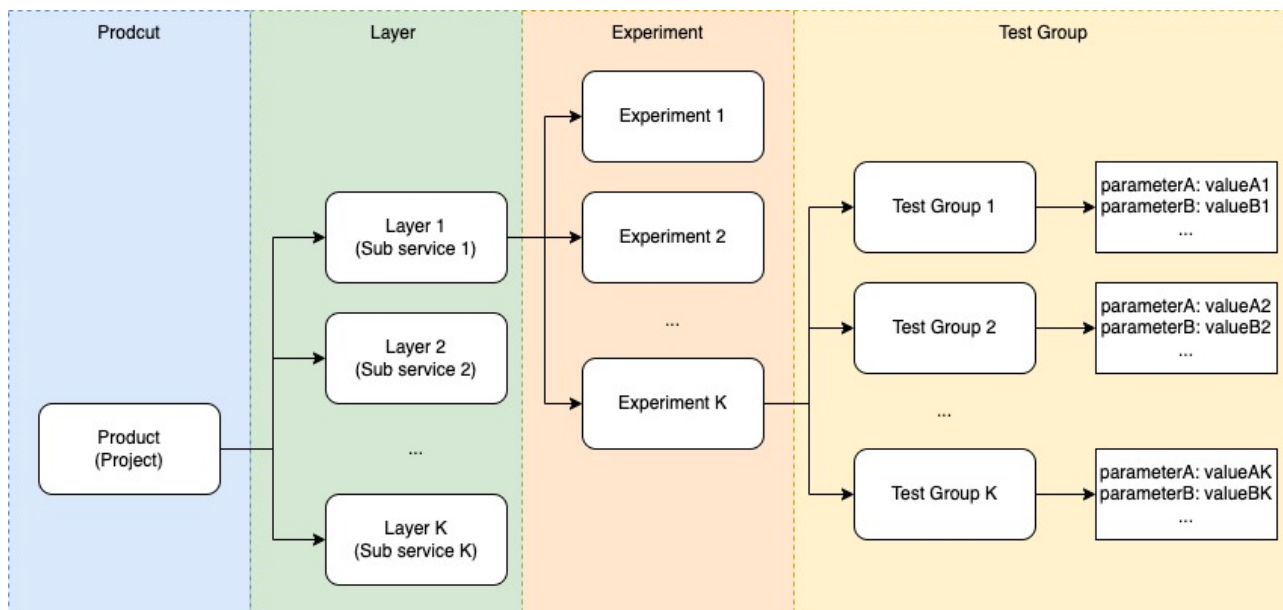 Prodcut
Layer
Experiment
Test Group
Product
(Project)
Layer 1
(Sub service 1)
Layer 2
(Sub service 2)
...
Layer K
(Sub service K)
Experiment 1
Experiment 2
...
Experiment K
Test Group 1
Test Group 2
...
Test Group K
parameterA: valueA1
parameterB: valueB1
...
parameterA: valueA2
parameterB: valueB2
...
parameterA: valueAK
parameterB: valueBK
...